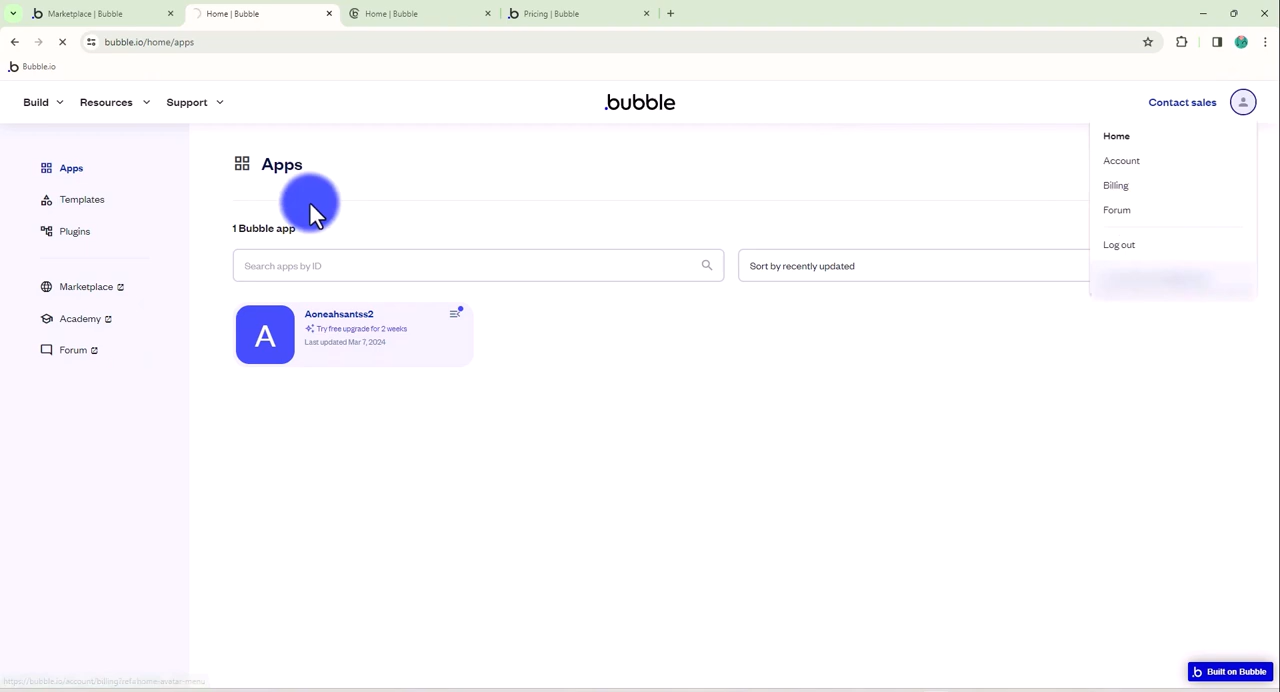 Marketplace | Bubble
Home | Bubble
Home | Bubble
Pricing | Bubble
bubble.io/home/apps
Bubble.io
Build
Resources
Support
.bubble
Contact sales
Home
Account
Billing
Forum
Log out
Apps
Templates
Plugins
Marketplace
Academy
Forum
Apps
1 Bubble app
Search apps by ID
Sort by recently updated
A
Aoneahsantss2
Try free upgrade for 2 weeks
Last updated Mar 7, 2024
Built on Bubble